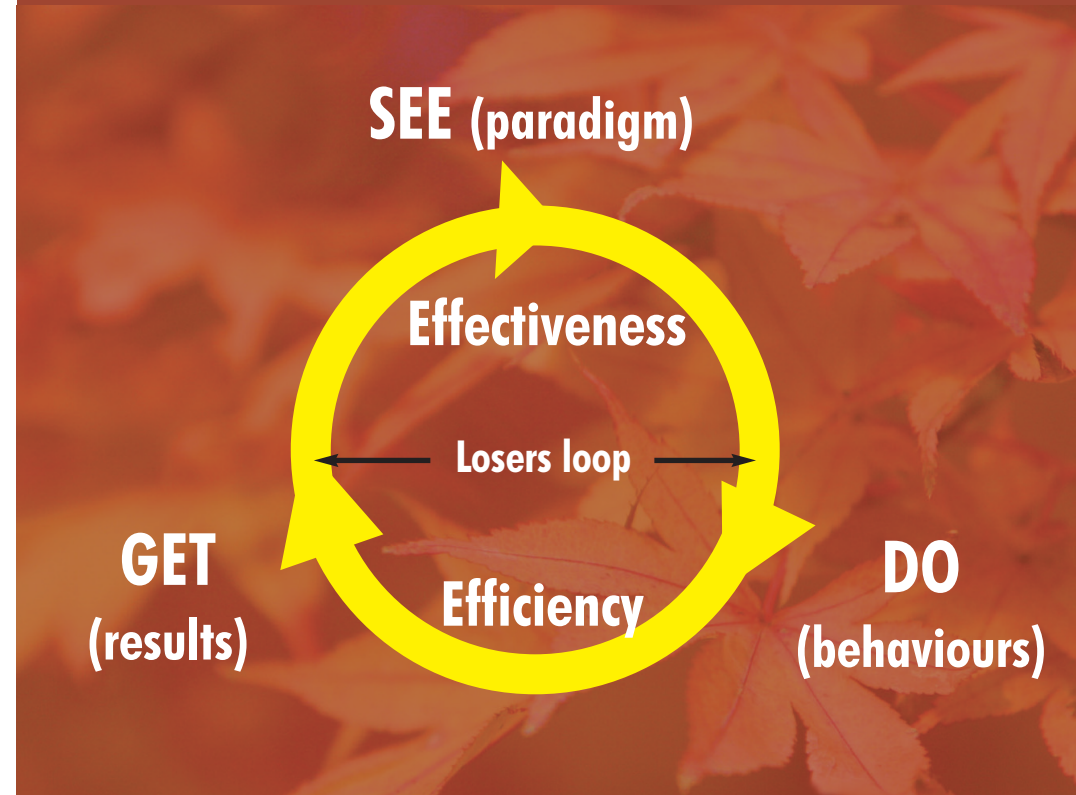 SEE (paradigm)
Effectiveness
Losers loop
GET
(results)
Efficiency
DO
(behaviours)